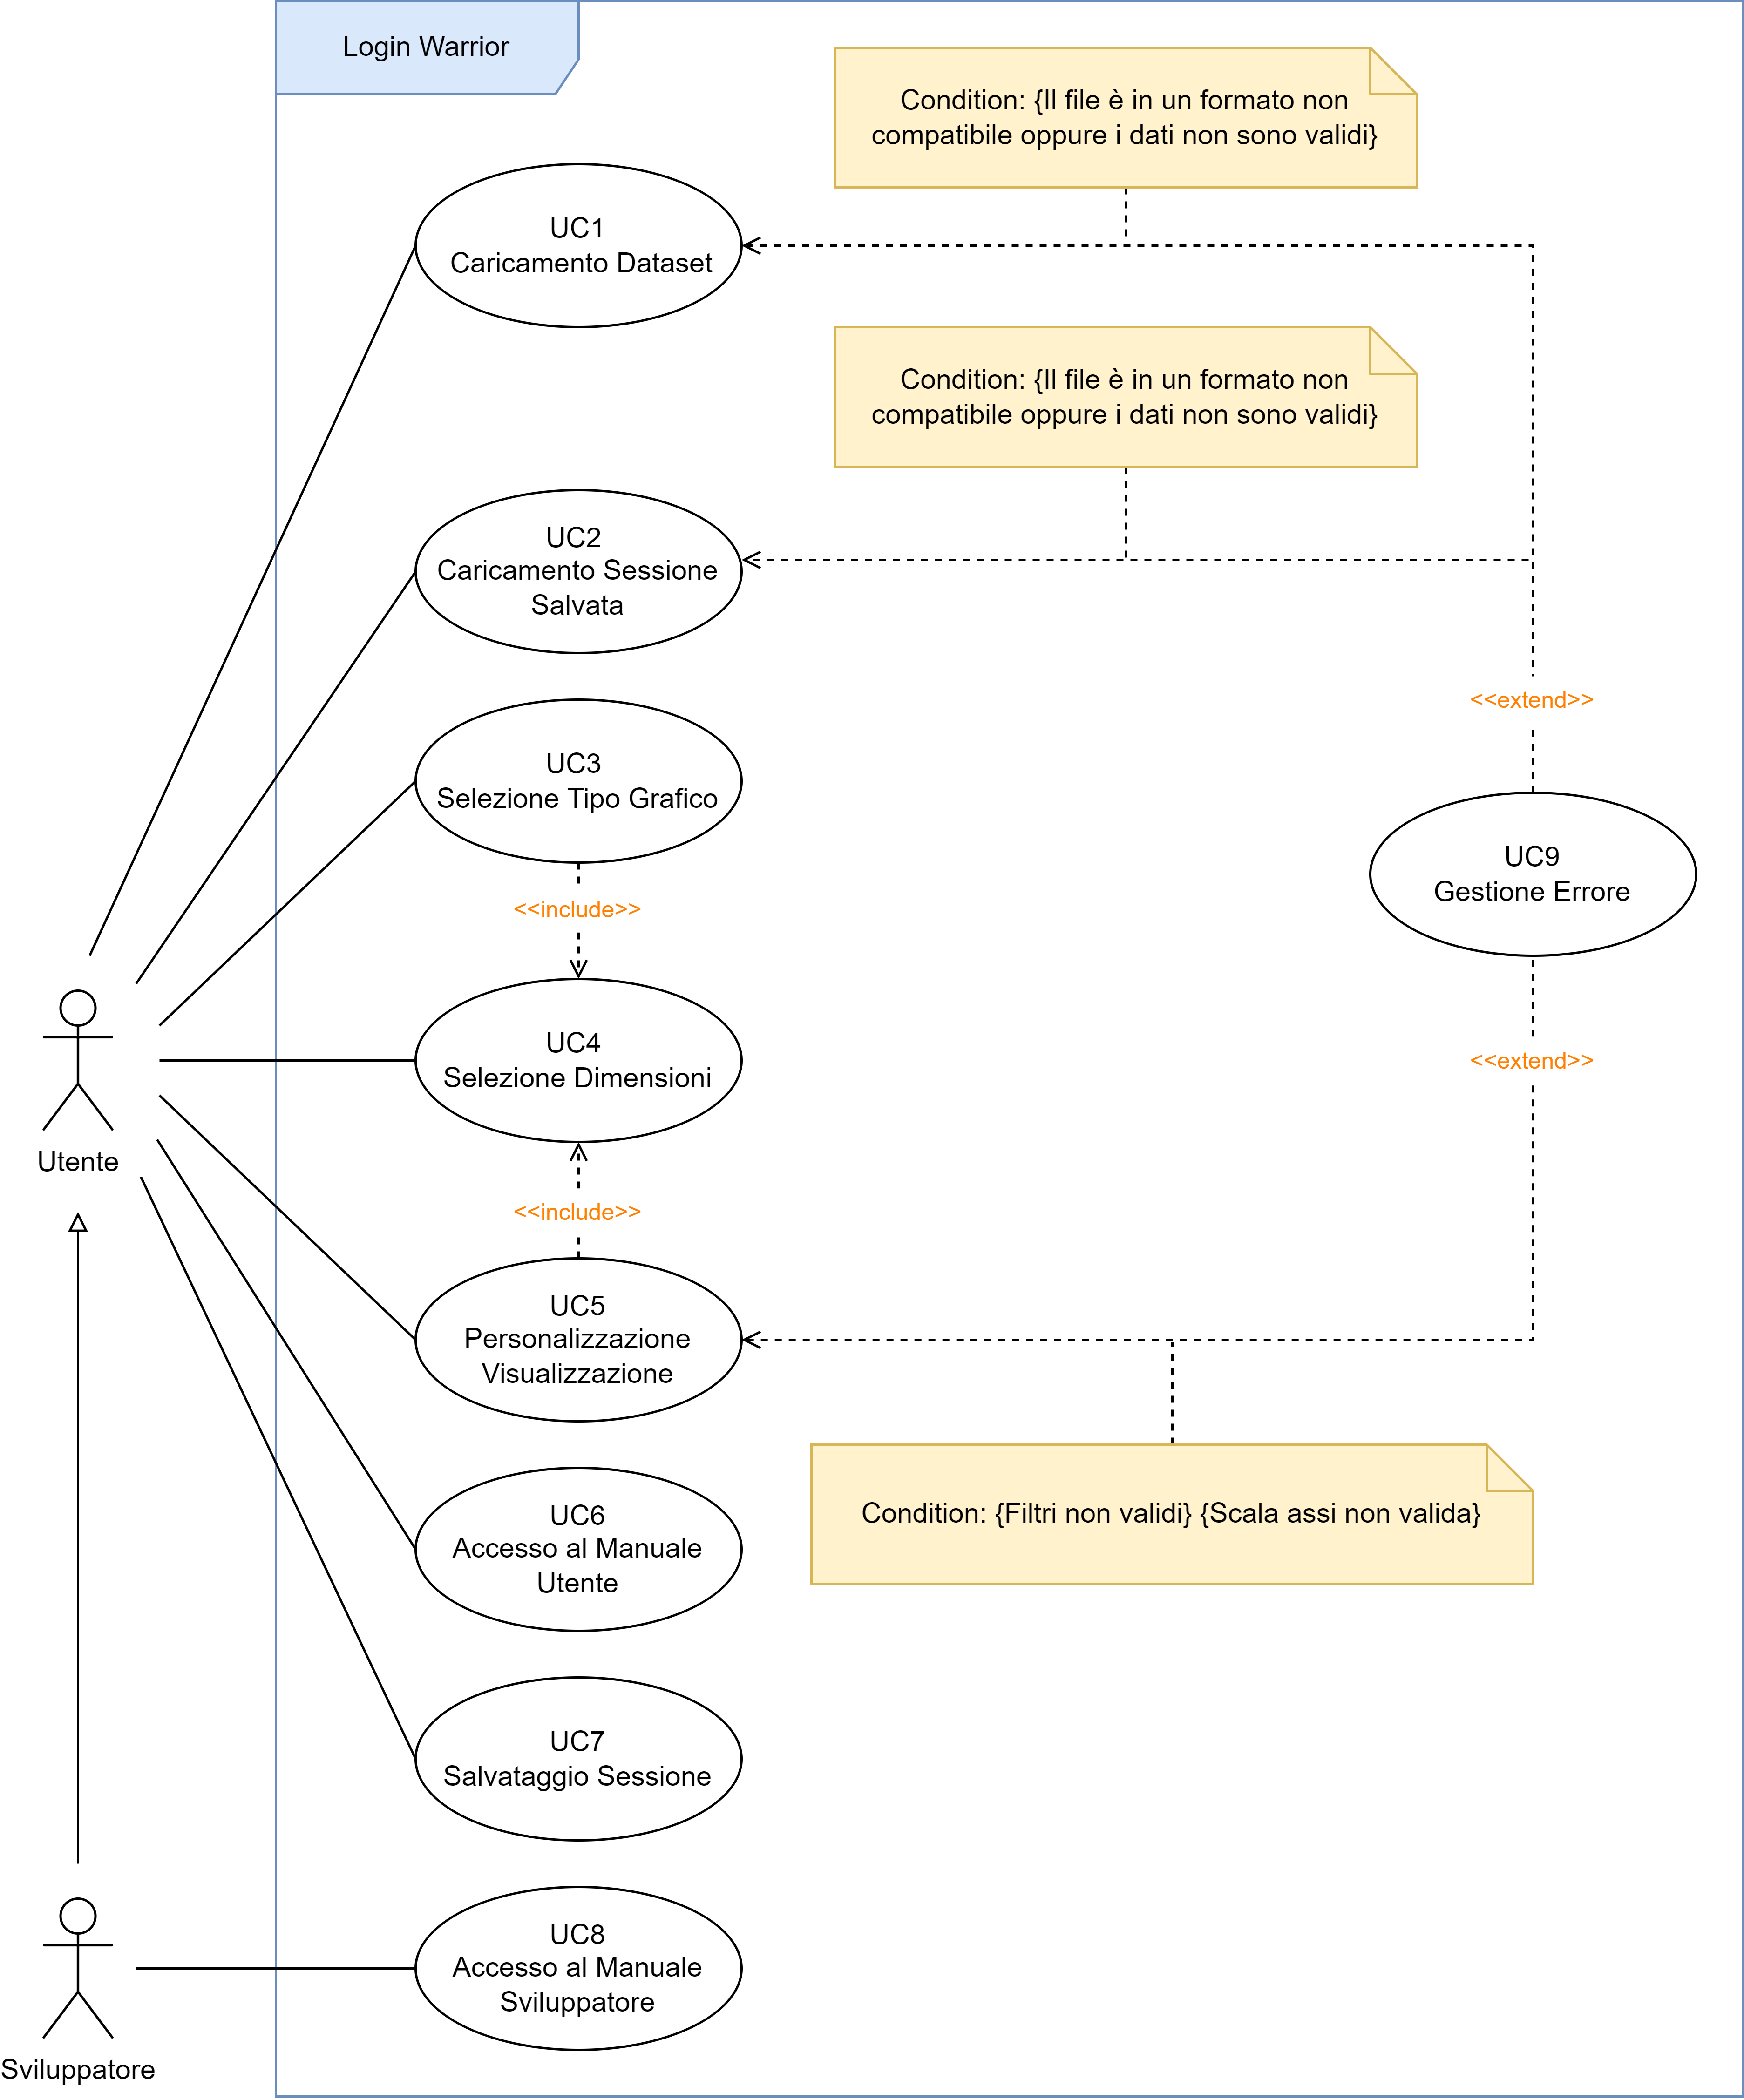 Login Warrior
Condition: {Il file è in un formato non
compatibile oppure i dati non sono validi}
UC1
Caricamento Dataset
Condition: {Il file è in un formato non
compatibile oppure i dati non sono validi}
UC2
Caricamento Sessione
Salvata
<<extend>>
UC3
Selezione Tipo Grafico
UC9
Gestione Errore
<<include>>
UC4
Selezione Dimensioni
<<extend>>
Utente
<<include>>
UC5
Personalizzazione
Visualizzazione
Condition: {Filtri non validi} {Scala assi non valida}
UC6
Accesso al Manuale
Utente
UC7
Salvataggio Sessione
UC8
Accesso al Manuale
Sviluppatore
Sviluppatore